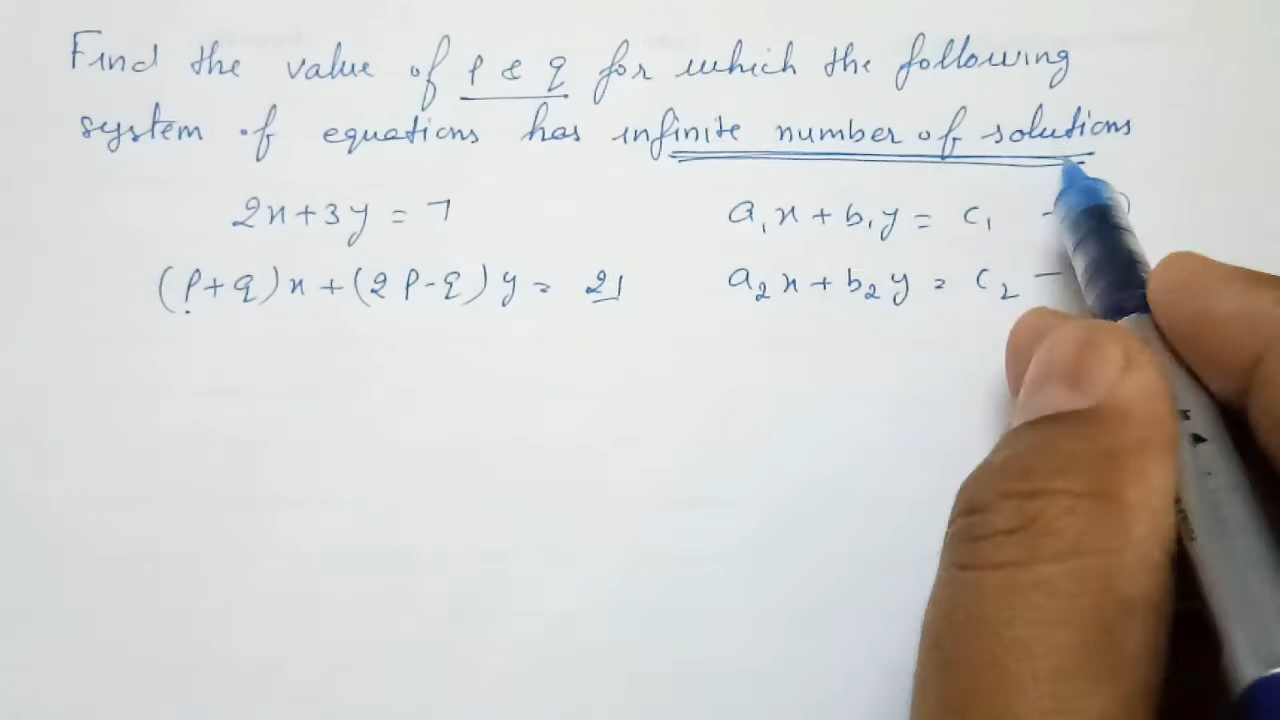 Find the value of p & q for which the following
system of equations has infinite number of solutions
2x+3y = 7
a₁x + b₁y = c₁ -
(p+q)x + (2p-q)y = 21
a₂x + b₂y = c₂ -